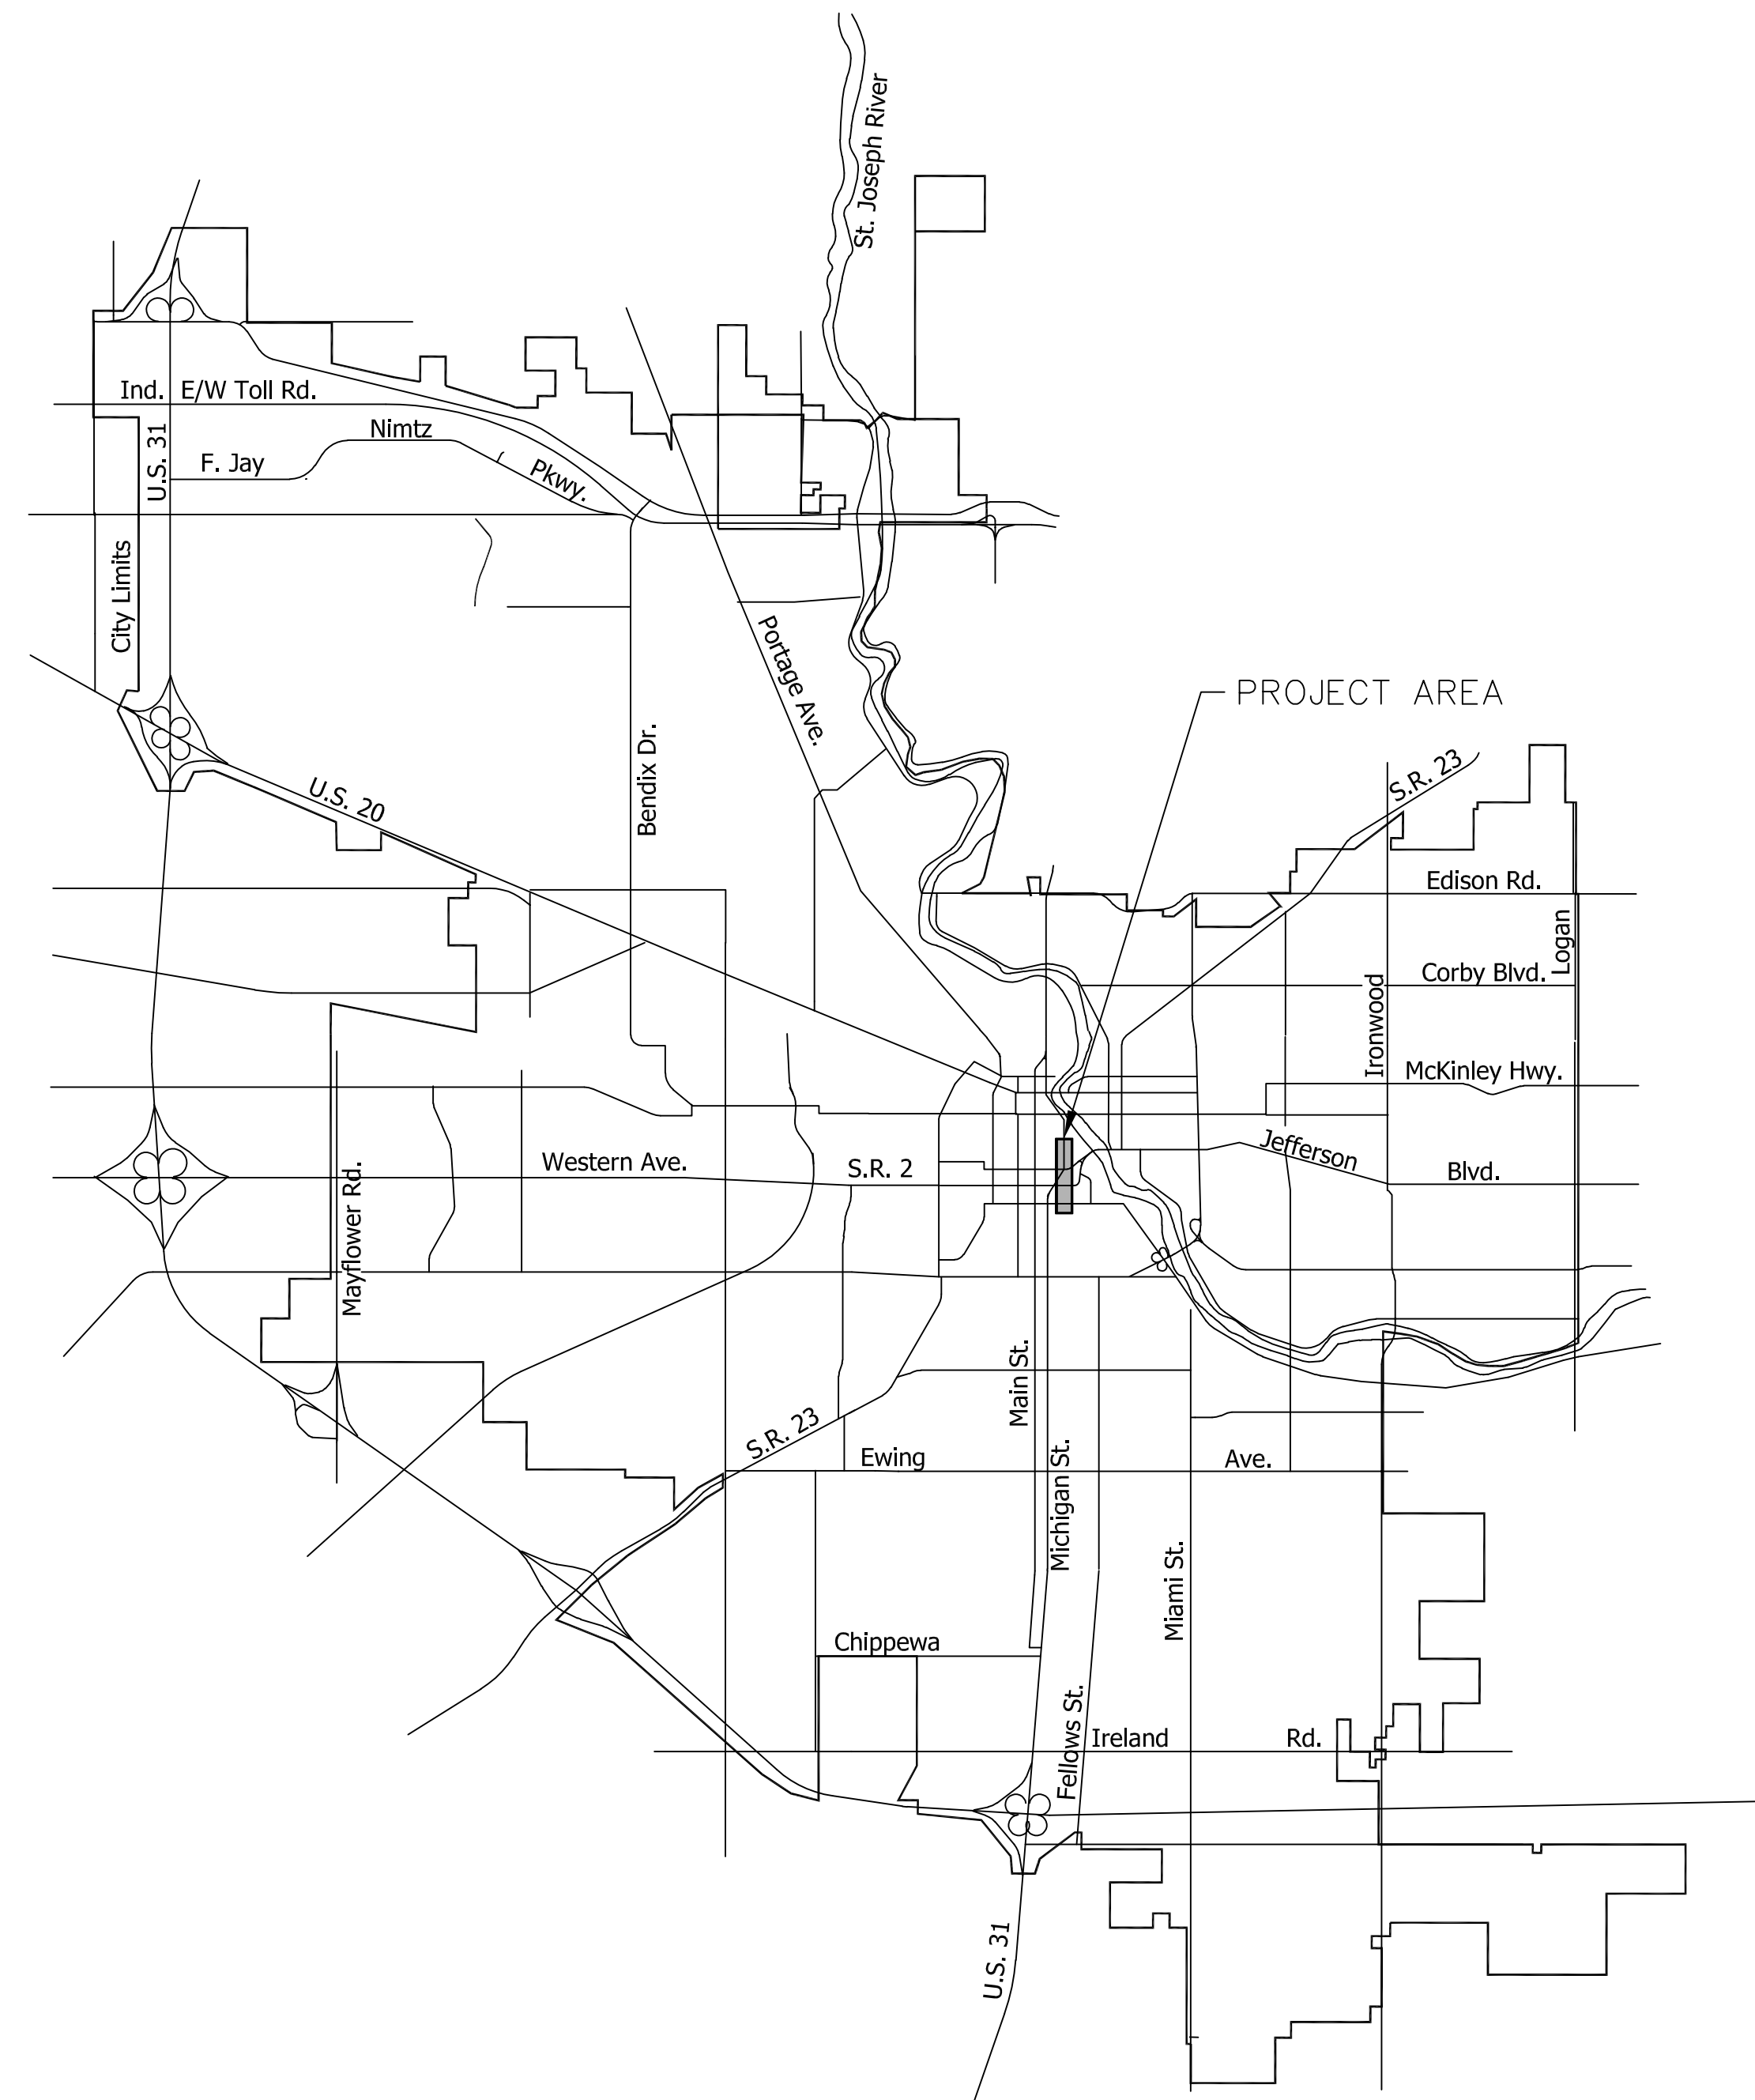 St. Joseph River
Ind. E/W Toll Rd.
Nimtz
U.S. 31
F. Jay
Pkwy.
City Limits
Portage Ave.
PROJECT AREA
Bendix Dr.
U.S. 20
S.R. 23
Edison Rd.
Logan
Corby Blvd.
Ironwood
McKinley Hwy.
Jefferson
Blvd.
Western Ave.
S.R. 2
Mayflower Rd.
Main St.
S.R. 23
Ewing
Ave.
Michigan St.
Miami St.
Chippewa
Fellows St.
Ireland
Rd.
U.S. 31